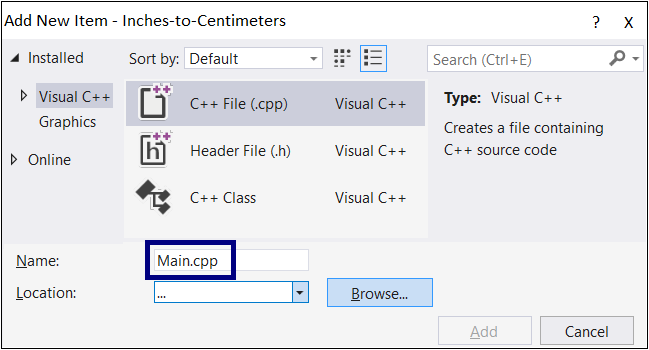 Add New Item - Inches-to-Centimeters
? X
Installed
Sort by: Default
Search (Ctrl+E)
Visual C++
Graphics
Online
++
C++ File (.cpp) Visual C++
++
h
Header File (.h) Visual C++
C++ Class Visual C++
Type: Visual C++
Creates a file containing
C++ source code
Name: Main.cpp
Location: ...
Browse...
Add Cancel